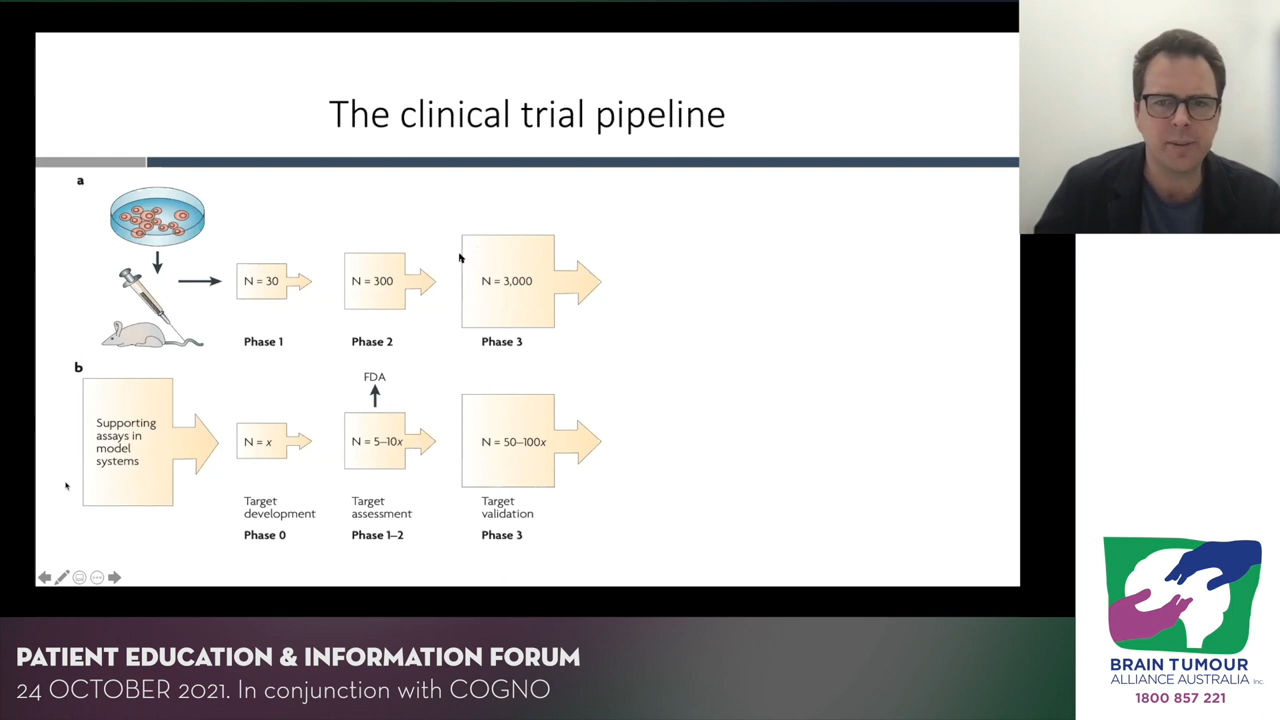 The clinical trial pipeline
a
N = 30
N = 300
N = 3,000
Phase 1
Phase 2
Phase 3
b
FDA
Supporting
assays in
model
systems
N = x
N = 5–10x
N = 50–100x
Target
development
Target
assessment
Target
validation
Phase 0
Phase 1–2
Phase 3
PATIENT EDUCATION & INFORMATION FORUM
24 OCTOBER 2021. In conjunction with COGNO
BRAIN TUMOUR
ALLIANCE AUSTRALIA Inc.
1800 857 221